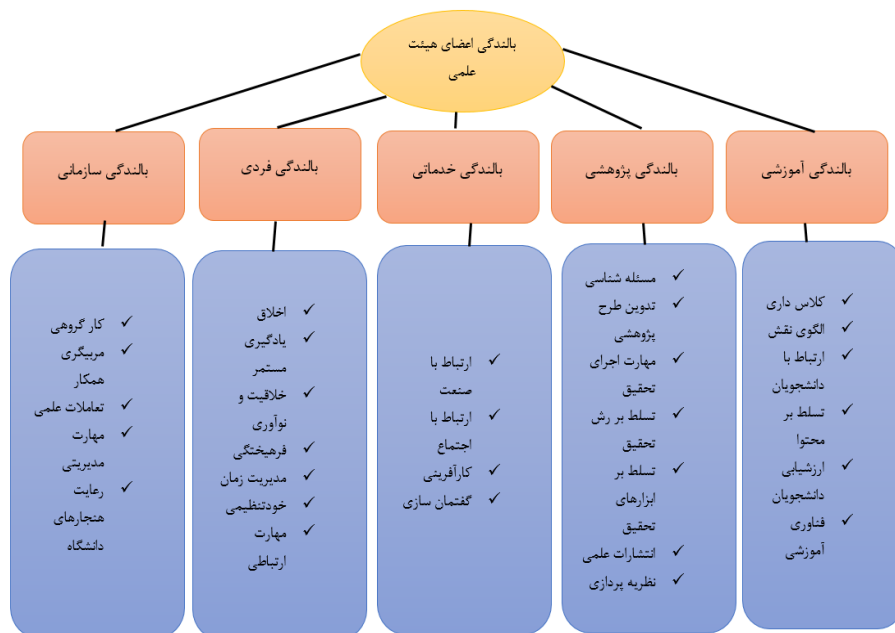 بالندگی اعضای هیئت
علمی
بالندگی آموزشی
بالندگی پژوهشی
بالندگی خدماتی
بالندگی فردی
بالندگی سازمانی
✓ کلاس داری
✓ الگوی نقش
✓ ارتباط با
دانشجویان
✓ تسلط بر
محتوا
✓ ارزشیابی
دانشجویان
✓ فناوری
آموزشی
✓ مسئله شناسی
✓ تدوین طرح
پژوهشی
✓ مهارت اجرای
تحقیق
✓ تسلط بر رش
تحقیق
✓ تسلط بر
ابزارهای
تحقیق
✓ انتشارات علمی
✓ نظریه پردازی
✓ ارتباط با
صنعت
✓ ارتباط با
اجتماع
✓ کارآفرینی
✓ گفتمان سازی
✓ اخلاق
✓ یادگیری
مستمر
✓ خلاقیت و
نوآوری
✓ فرهیختگی
✓ مدیریت زمان
✓ خودتنظیمی
✓ مهارت
ارتباطی
✓ کار گروهی
✓ مربیگری
همکار
✓ تعاملات علمی
✓ مهارت
مدیریتی
✓ رعایت
هنجارهای
دانشگاه